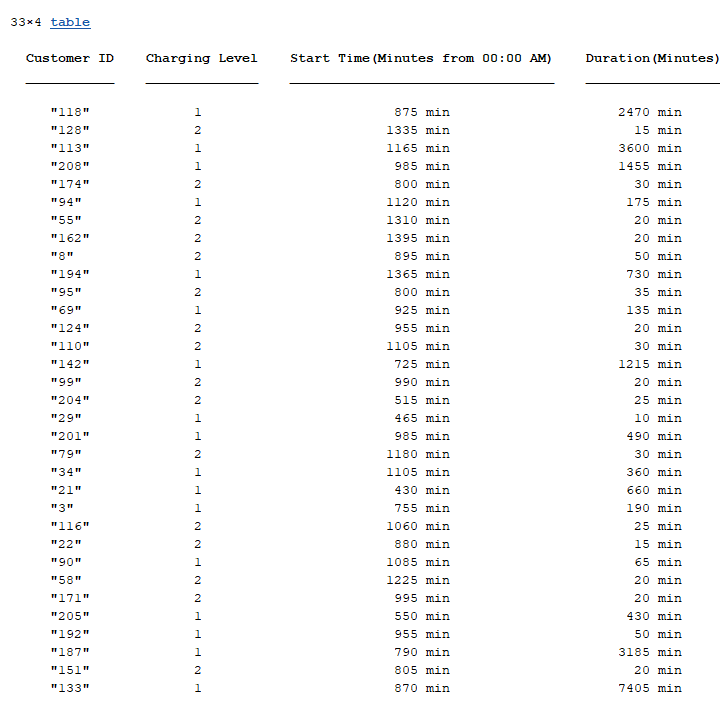 33×4 table
Customer ID Charging Level Start Time(Minutes from 00:00 AM) Duration(Minutes)
"118" 1 875 min 2470 min
"128" 2 1335 min 15 min
"113" 1 1165 min 3600 min
"208" 1 985 min 1455 min
"174" 2 800 min 30 min
"94" 1 1120 min 175 min
"55" 2 1310 min 20 min
"162" 2 1395 min 20 min
"8" 2 895 min 50 min
"194" 1 1365 min 730 min
"95" 2 800 min 35 min
"69" 1 925 min 135 min
"124" 2 955 min 20 min
"110" 2 1105 min 30 min
"142" 1 725 min 1215 min
"99" 2 990 min 20 min
"204" 2 515 min 25 min
"29" 1 465 min 10 min
"201" 1 985 min 490 min
"79" 2 1180 min 30 min
"34" 1 1105 min 360 min
"21" 1 430 min 660 min
"3" 1 755 min 190 min
"116" 2 1060 min 25 min
"22" 2 880 min 15 min
"90" 1 1085 min 65 min
"58" 2 1225 min 20 min
"171" 2 995 min 20 min
"205" 1 550 min 430 min
"192" 1 955 min 50 min
"187" 1 790 min 3185 min
"151" 2 805 min 20 min
"133" 1 870 min 7405 min